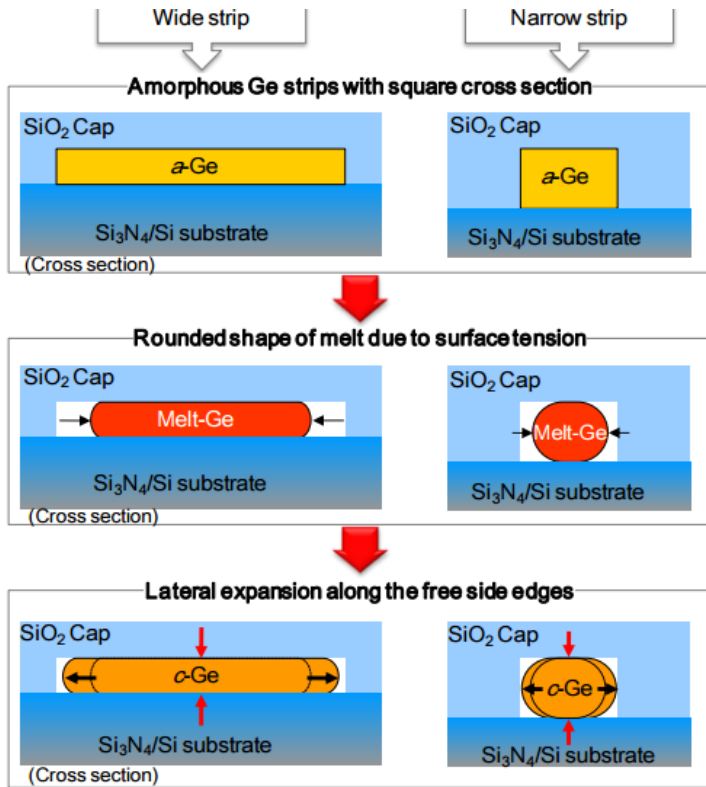 Wide strip
Narrow strip
Amorphous Ge strips with square cross section
SiO₂ Cap
SiO₂ Cap
a-Ge
a-Ge
Si₃N₄/Si substrate
Si₃N₄/Si substrate
(Cross section)
Rounded shape of melt due to surface tension
SiO₂ Cap
SiO₂ Cap
Melt-Ge
Melt-Ge
Si₃N₄/Si substrate
Si₃N₄/Si substrate
(Cross section)
Lateral expansion along the free side edges
SiO₂ Cap
SiO₂ Cap
c-Ge
c-Ge
Si₃N₄/Si substrate
Si₃N₄/Si substrate
(Cross section)